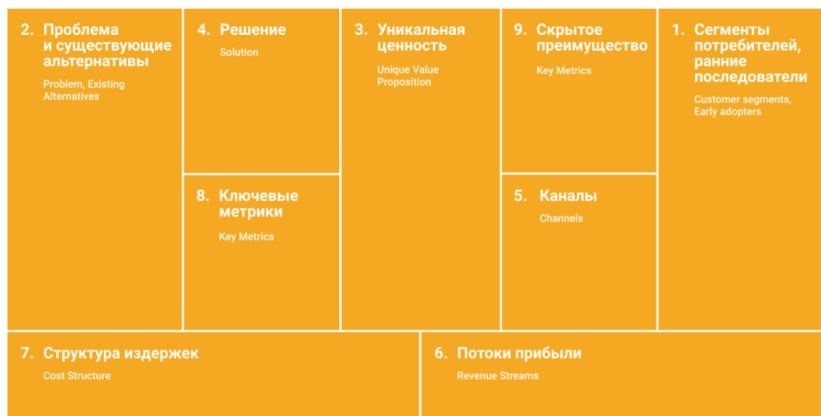 2. Проблема
и существующие
альтернативы
Problem, Existing
Alternatives
4. Решение
Solution
8. Ключевые
метрики
Key Metrics
3. Уникальная
ценность
Unique Value
Proposition
9. Скрытое
преимущество
Key Metrics
5. Каналы
Channels
1. Сегменты
потребителей,
ранние
последователи
Customer segments,
Early adopters
7. Структура издержек
Cost Structure
6. Потоки прибыли
Revenue Streams